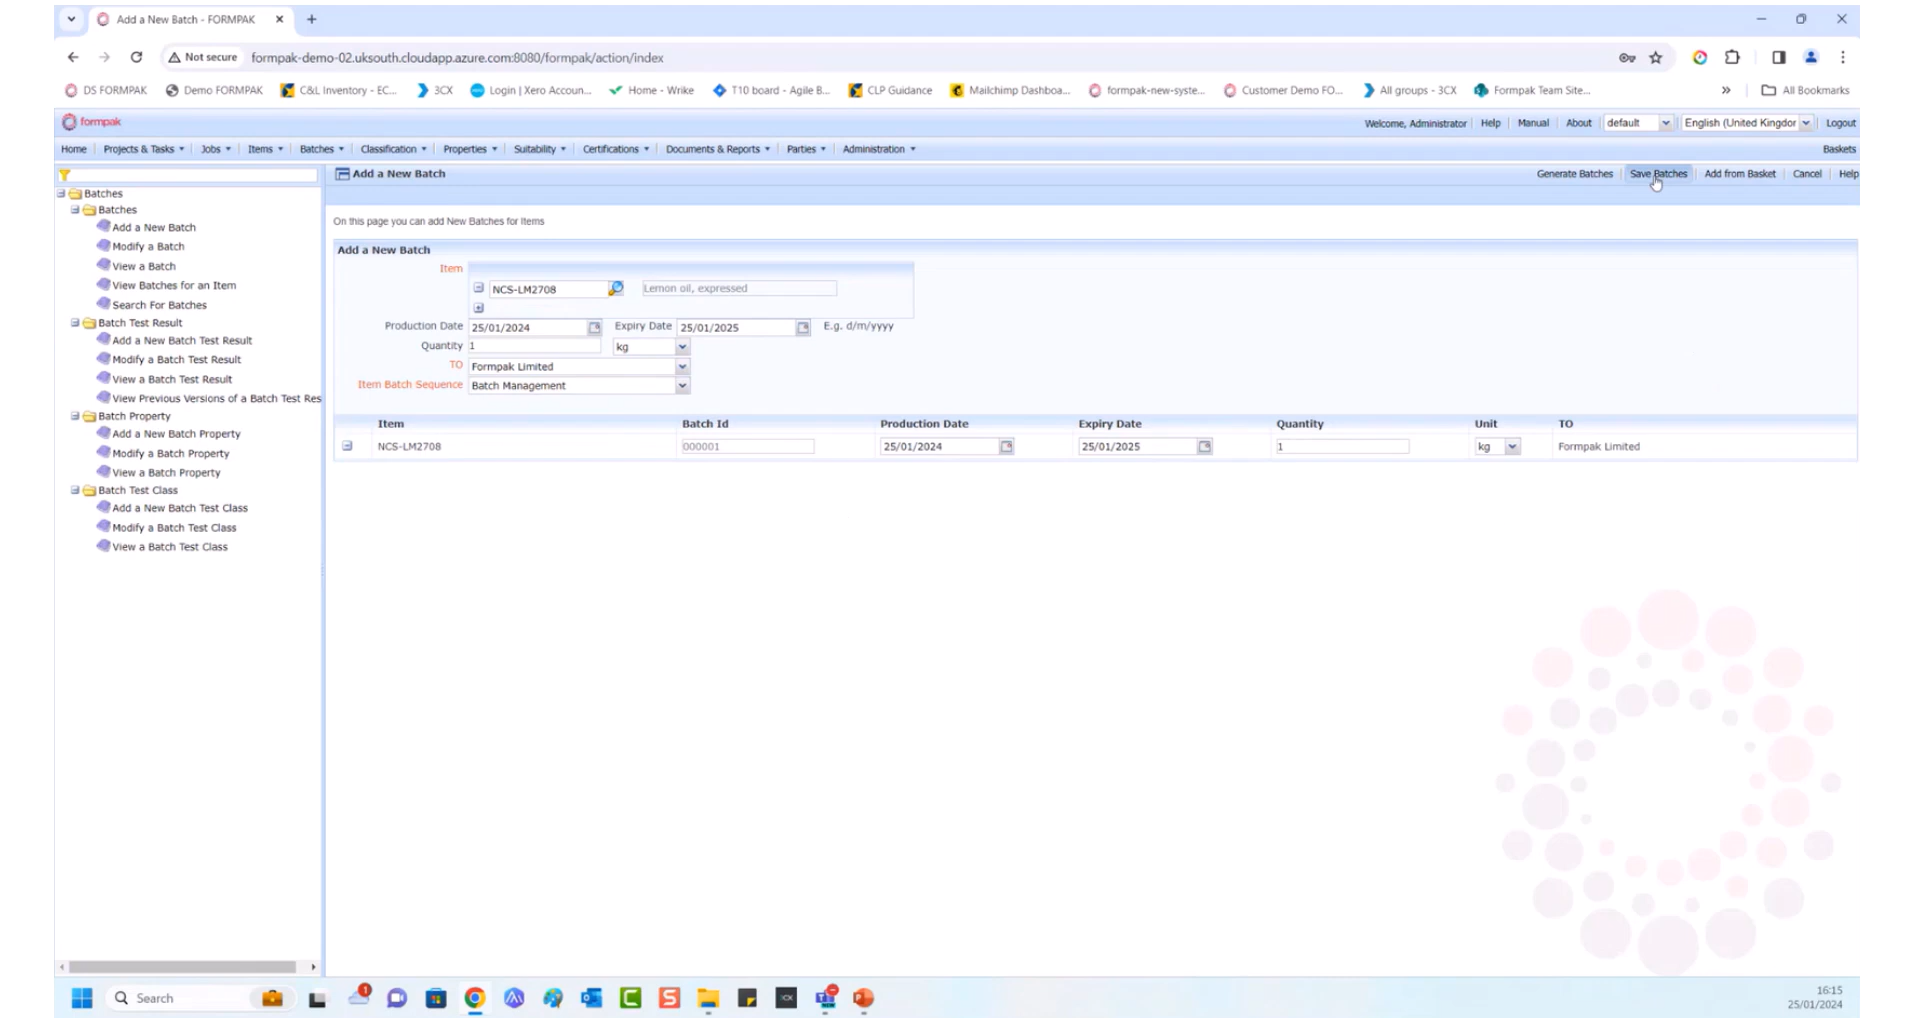 Add a New Batch - FORMPAK
Not secure formpak-demo-02.uksouth.cloudapp.azure.com:8080/formpak/action/index
DS FORMPAK Demo FORMPAK C&L Inventory - EC... 3CX Login | Xero Accoun... Home - Wrike T10 board - Agile B... CLP Guidance Mailchimp Dashboa... formpak-new-syste... Customer Demo FO... All groups - 3CX Formpak Team Site... » All Bookmarks
formpak Welcome, Administrator Help Manual About default English (United Kingdor Logout
Home Projects & Tasks Jobs Items Batches Classification Properties Suitability Certifications Documents & Reports Parties Administration Baskets
Add a New Batch Generate Batches Save Batches Add from Basket Cancel Help
Batches
Batches
Add a New Batch
Modify a Batch
View a Batch
View Batches for an Item
Search For Batches
Batch Test Result
Add a New Batch Test Result
Modify a Batch Test Result
View a Batch Test Result
View Previous Versions of a Batch Test Res
Batch Property
Add a New Batch Property
Modify a Batch Property
View a Batch Property
Batch Test Class
Add a New Batch Test Class
Modify a Batch Test Class
View a Batch Test Class
On this page you can add New Batches for Items
Add a New Batch
Item
NCS-LM2708 Lemon oil, expressed
Production Date 25/01/2024 Expiry Date 25/01/2025 E.g. d/m/yyyy
Quantity 1 kg
TO Formpak Limited
Item Batch Sequence Batch Management
Item Batch Id Production Date Expiry Date Quantity Unit TO
NCS-LM2708 000001 25/01/2024 25/01/2025 1 kg Formpak Limited
Search
16:15
25/01/2024